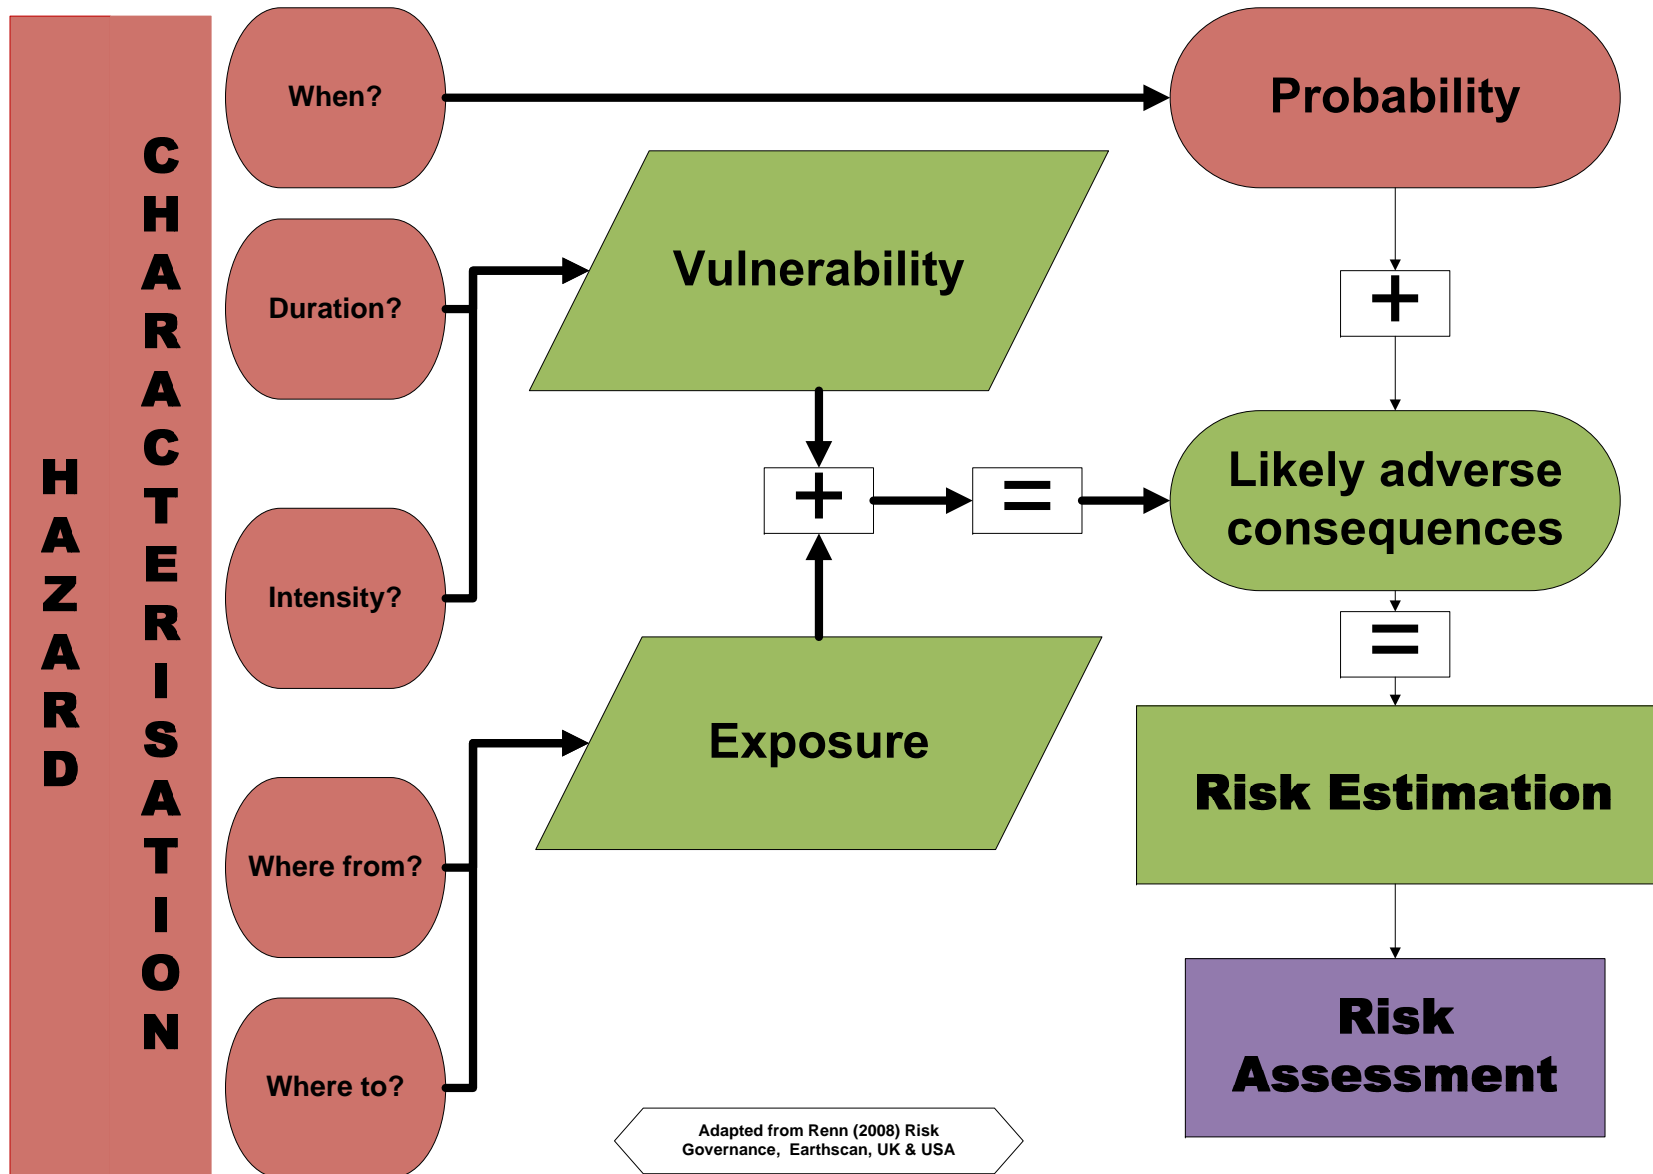 HAZARD
CHARACTERISATION
When?
Probability
Vulnerability
Duration?
+
Likely adverse
consequences
+
=
Intensity?
=
Exposure
Risk Estimation
Where from?
Risk
Assessment
Where to?
Adapted from Renn (2008) Risk
Governance, Earthscan, UK & USA